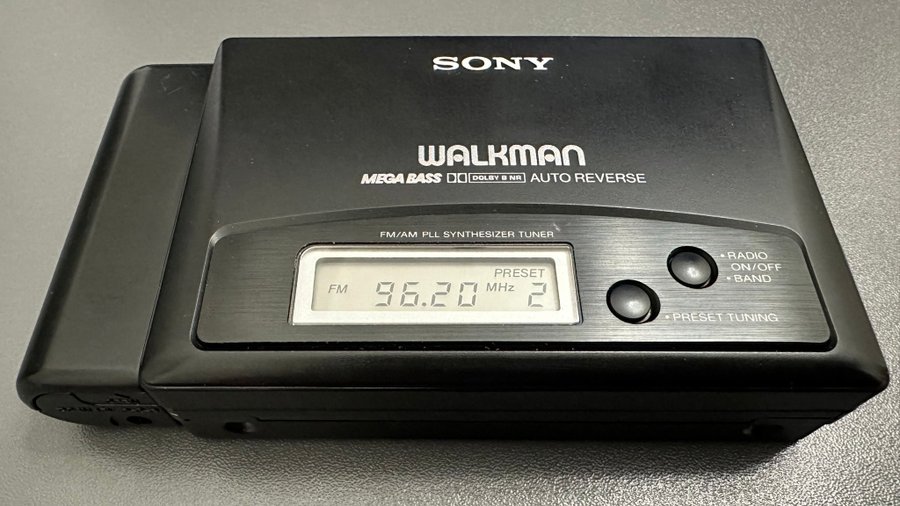 SONY
WALKMAN
MEGA BASS DOLBY B NR AUTO REVERSE
FM/AM PLL SYNTHESIZER TUNER
PRESET
FM 96.20 MHz 2
• RADIO
ON/OFF
• BAND
• PRESET TUNING